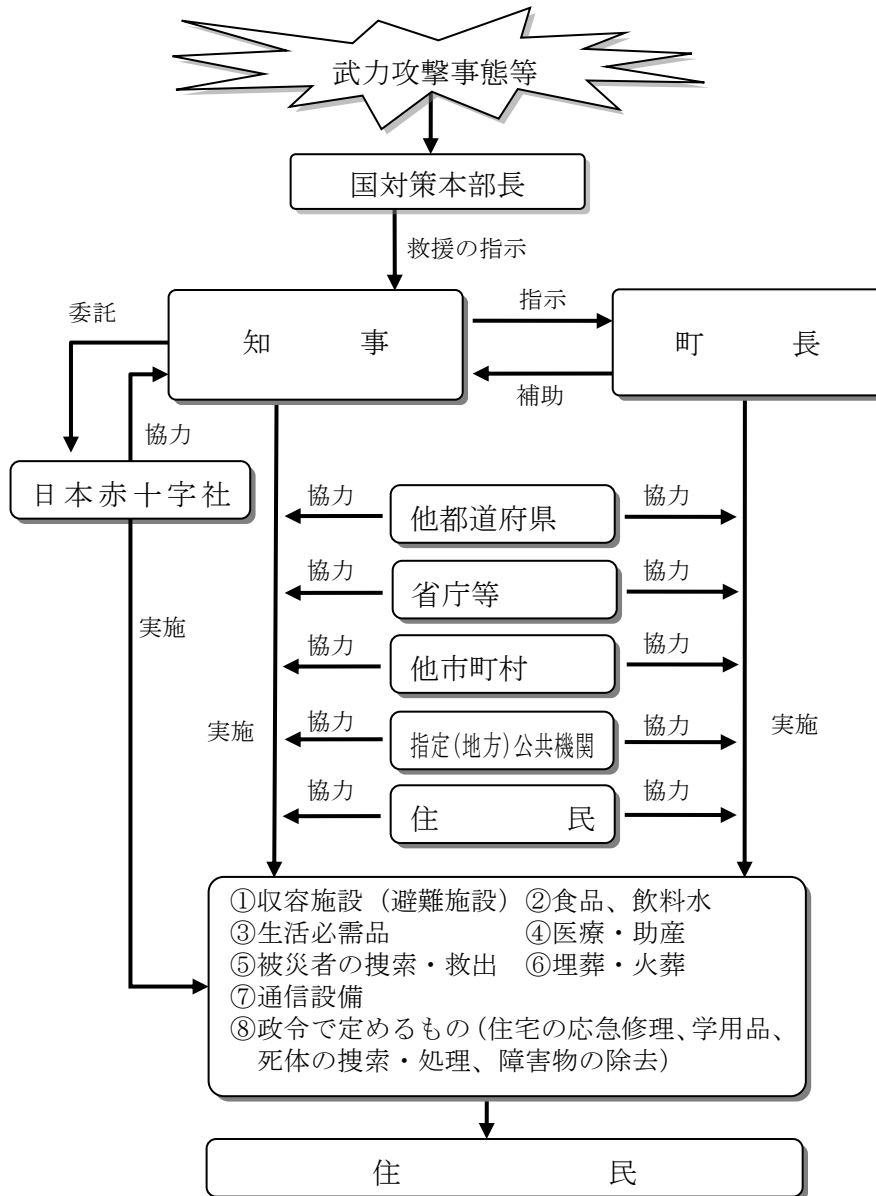 武力攻撃事態等
国対策本部長
救援の指示
委託
知　　　事
指示
補助
町　　　長
協力
日本赤十字社
協力
他都道府県
協力
協力
省庁等
協力
実施
協力
他市町村
協力
実施
協力
指定(地方)公共機関
協力
実施
協力
住　　　民
協力
①収容施設（避難施設）②食品、飲料水
③生活必需品　④医療・助産
⑤被災者の捜索・救出　⑥埋葬・火葬
⑦通信設備
⑧政令で定めるもの(住宅の応急修理、学用品、
死体の捜索・処理、障害物の除去)
住　　　民